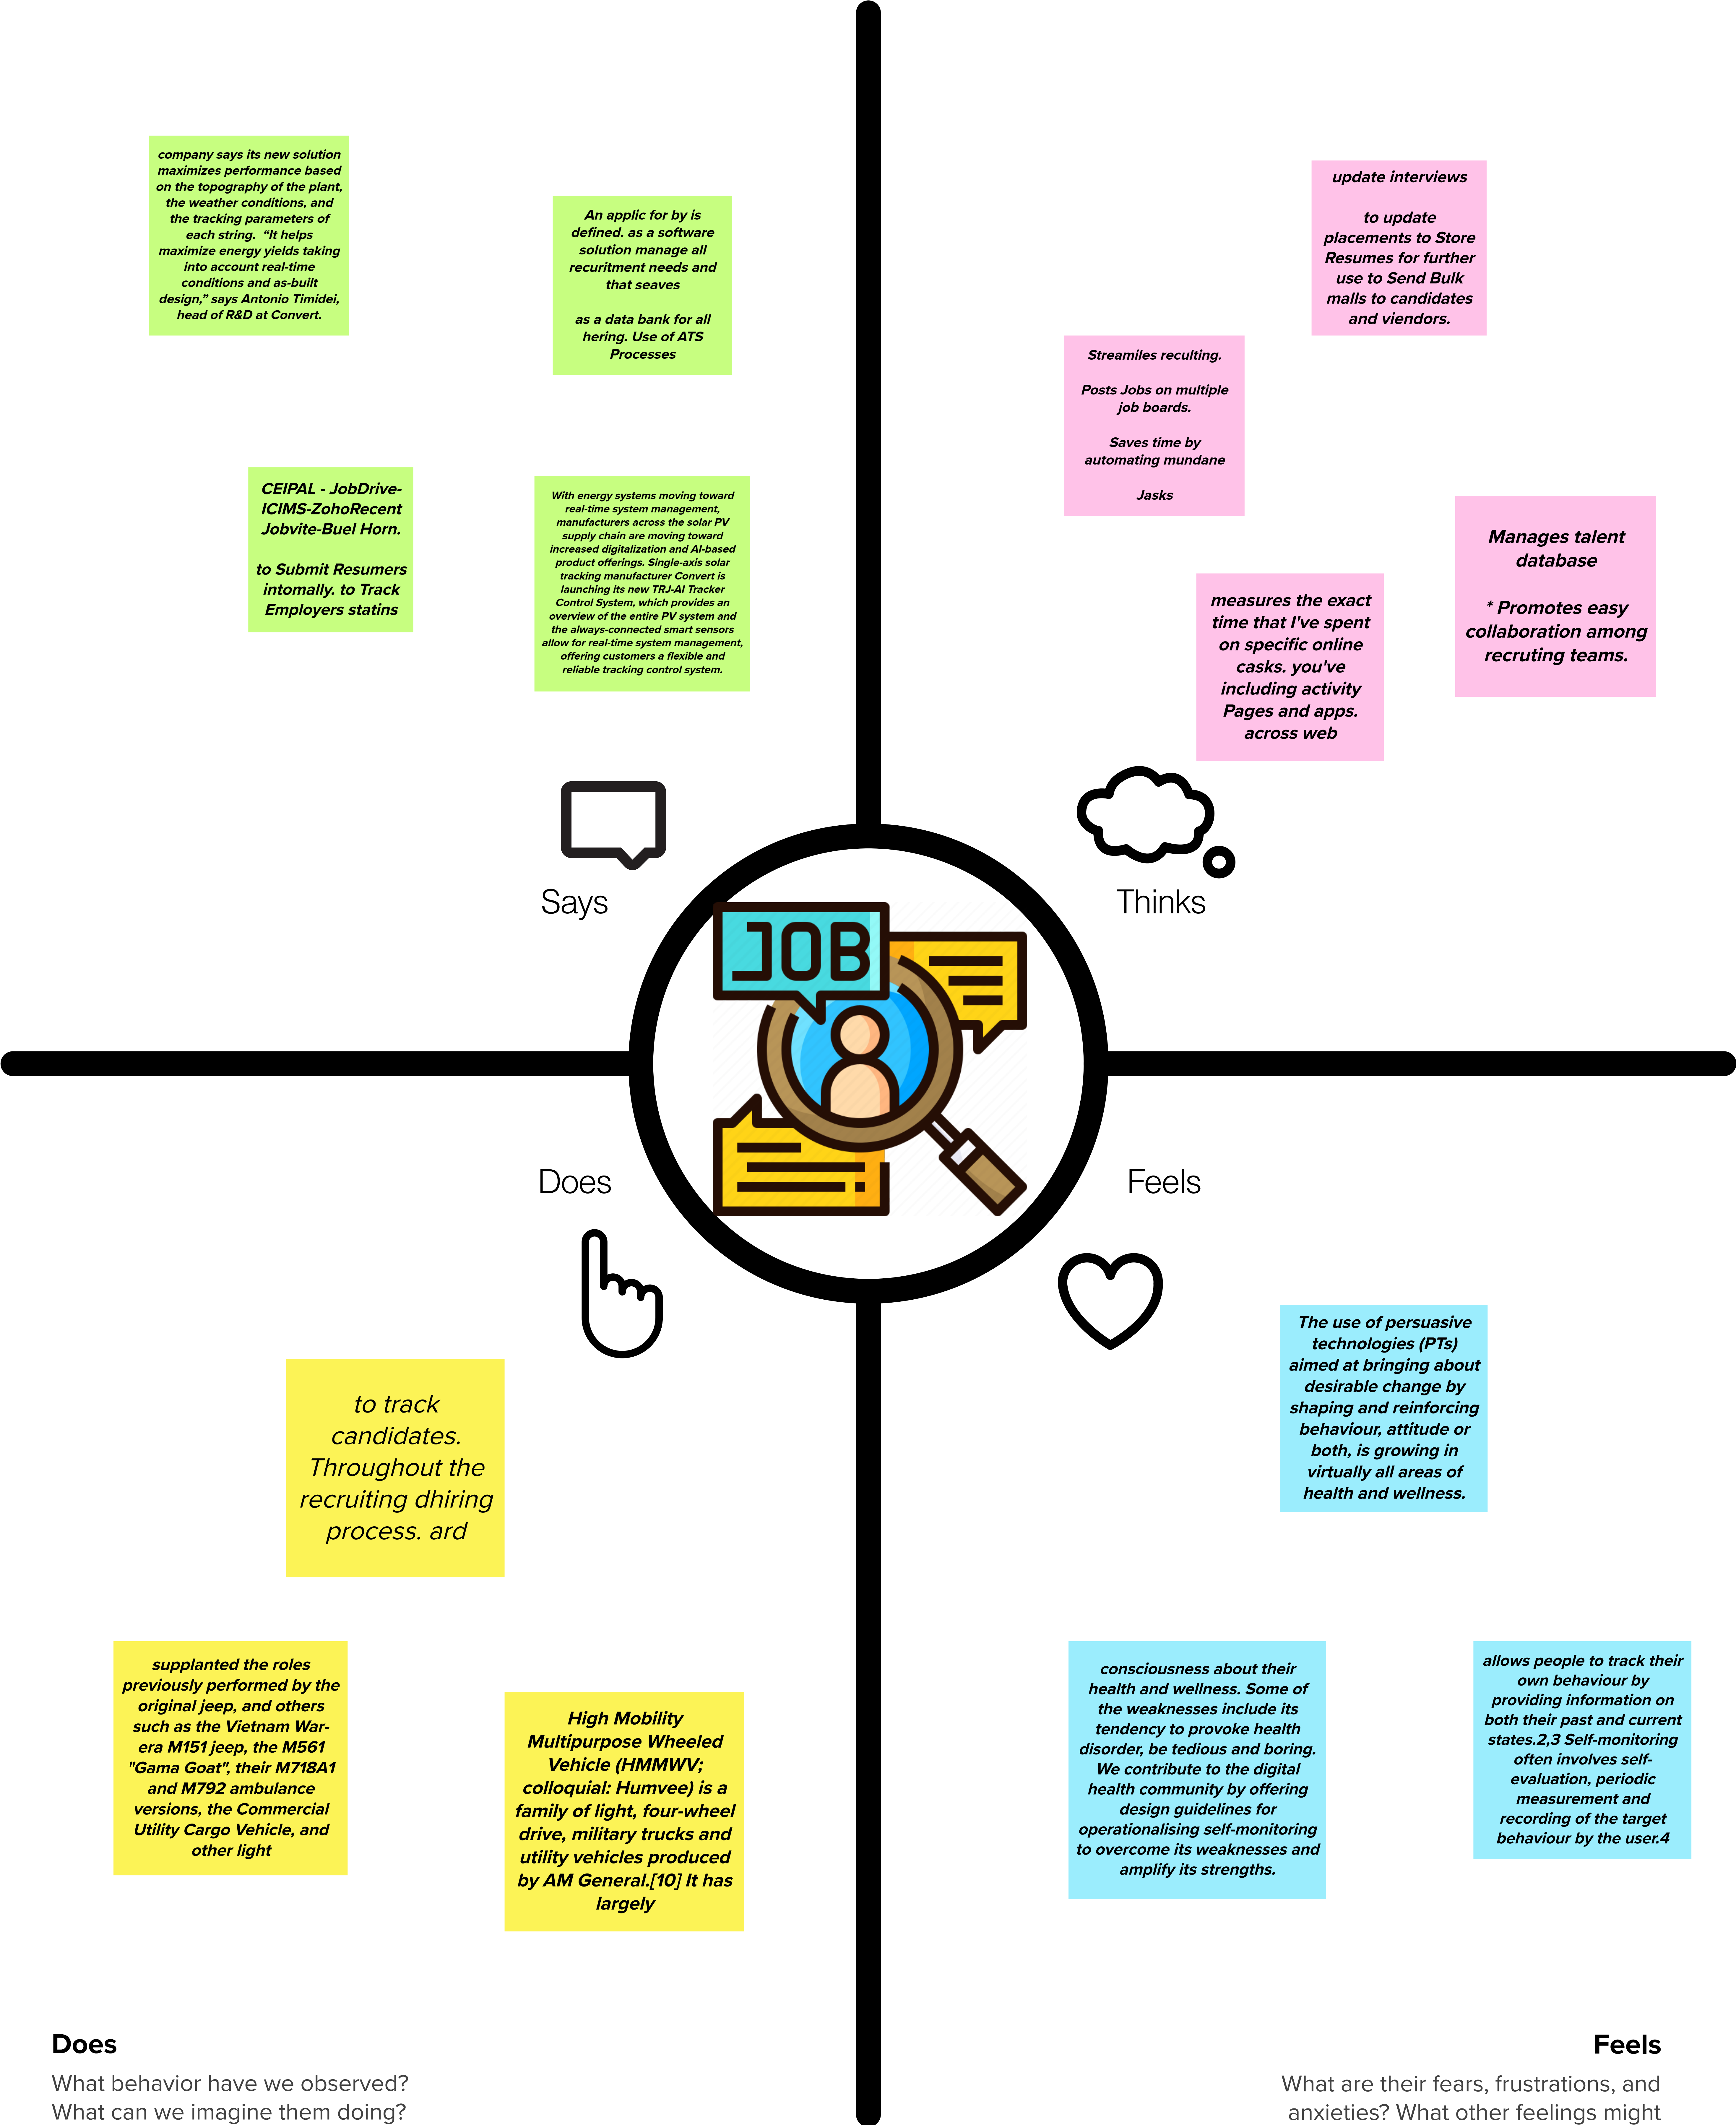 company says its new solution
maximizes performance based
on the topography of the plant,
the weather conditions, and
the tracking parameters of
each string. “It helps
maximize energy yields taking
into account real-time
conditions and as-built
design,” says Antonio Timidei,
head of R&D at Convert.
An applic for by is
defined. as a software
solution manage all
recuritment needs and
that seaves
as a data bank for all
hering. Use of ATS
Processes
CEIPAL - JobDrive-
ICIMS-ZohoRecent
Jobvite-Buel Horn.
to Submit Resumers
intomally. to Track
Employers statins
With energy systems moving toward
real-time system management,
manufacturers across the solar PV
supply chain are moving toward
increased digitalization and AI-based
product offerings. Single-axis solar
tracking manufacturer Convert is
launching its new TRJ-AI Tracker
Control System, which provides an
overview of the entire PV system and
the always-connected smart sensors
allow for real-time system management,
offering customers a flexible and
reliable tracking control system.
Says
update interviews
to update
placements to Store
Resumes for further
use to Send Bulk
malls to candidates
and viendors.
Streamiles reculting.
Posts Jobs on multiple
job boards.
Saves time by
automating mundane
Jasks
Manages talent
database
* Promotes easy
collaboration among
recruting teams.
measures the exact
time that I've spent
on specific online
casks. you've
including activity
Pages and apps.
across web
Thinks
JOB
Does
to track
candidates.
Throughout the
recruiting dhiring
process. ard
supplanted the roles
previously performed by the
original jeep, and others
such as the Vietnam War-
era M151 jeep, the M561
"Gama Goat", their M718A1
and M792 ambulance
versions, the Commercial
Utility Cargo Vehicle, and
other light
High Mobility
Multipurpose Wheeled
Vehicle (HMMWV;
colloquial: Humvee) is a
family of light, four-wheel
drive, military trucks and
utility vehicles produced
by AM General.[10] It has
largely
Does
What behavior have we observed?
What can we imagine them doing?
Feels
The use of persuasive
technologies (PTs)
aimed at bringing about
desirable change by
shaping and reinforcing
behaviour, attitude or
both, is growing in
virtually all areas of
health and wellness.
consciousness about their
health and wellness. Some of
the weaknesses include its
tendency to provoke health
disorder, be tedious and boring.
We contribute to the digital
health community by offering
design guidelines for
operationalising self-monitoring
to overcome its weaknesses and
amplify its strengths.
allows people to track their
own behaviour by
providing information on
both their past and current
states.2,3 Self-monitoring
often involves self-
evaluation, periodic
measurement and
recording of the target
behaviour by the user.4
Feels
What are their fears, frustrations, and
anxieties? What other feelings might